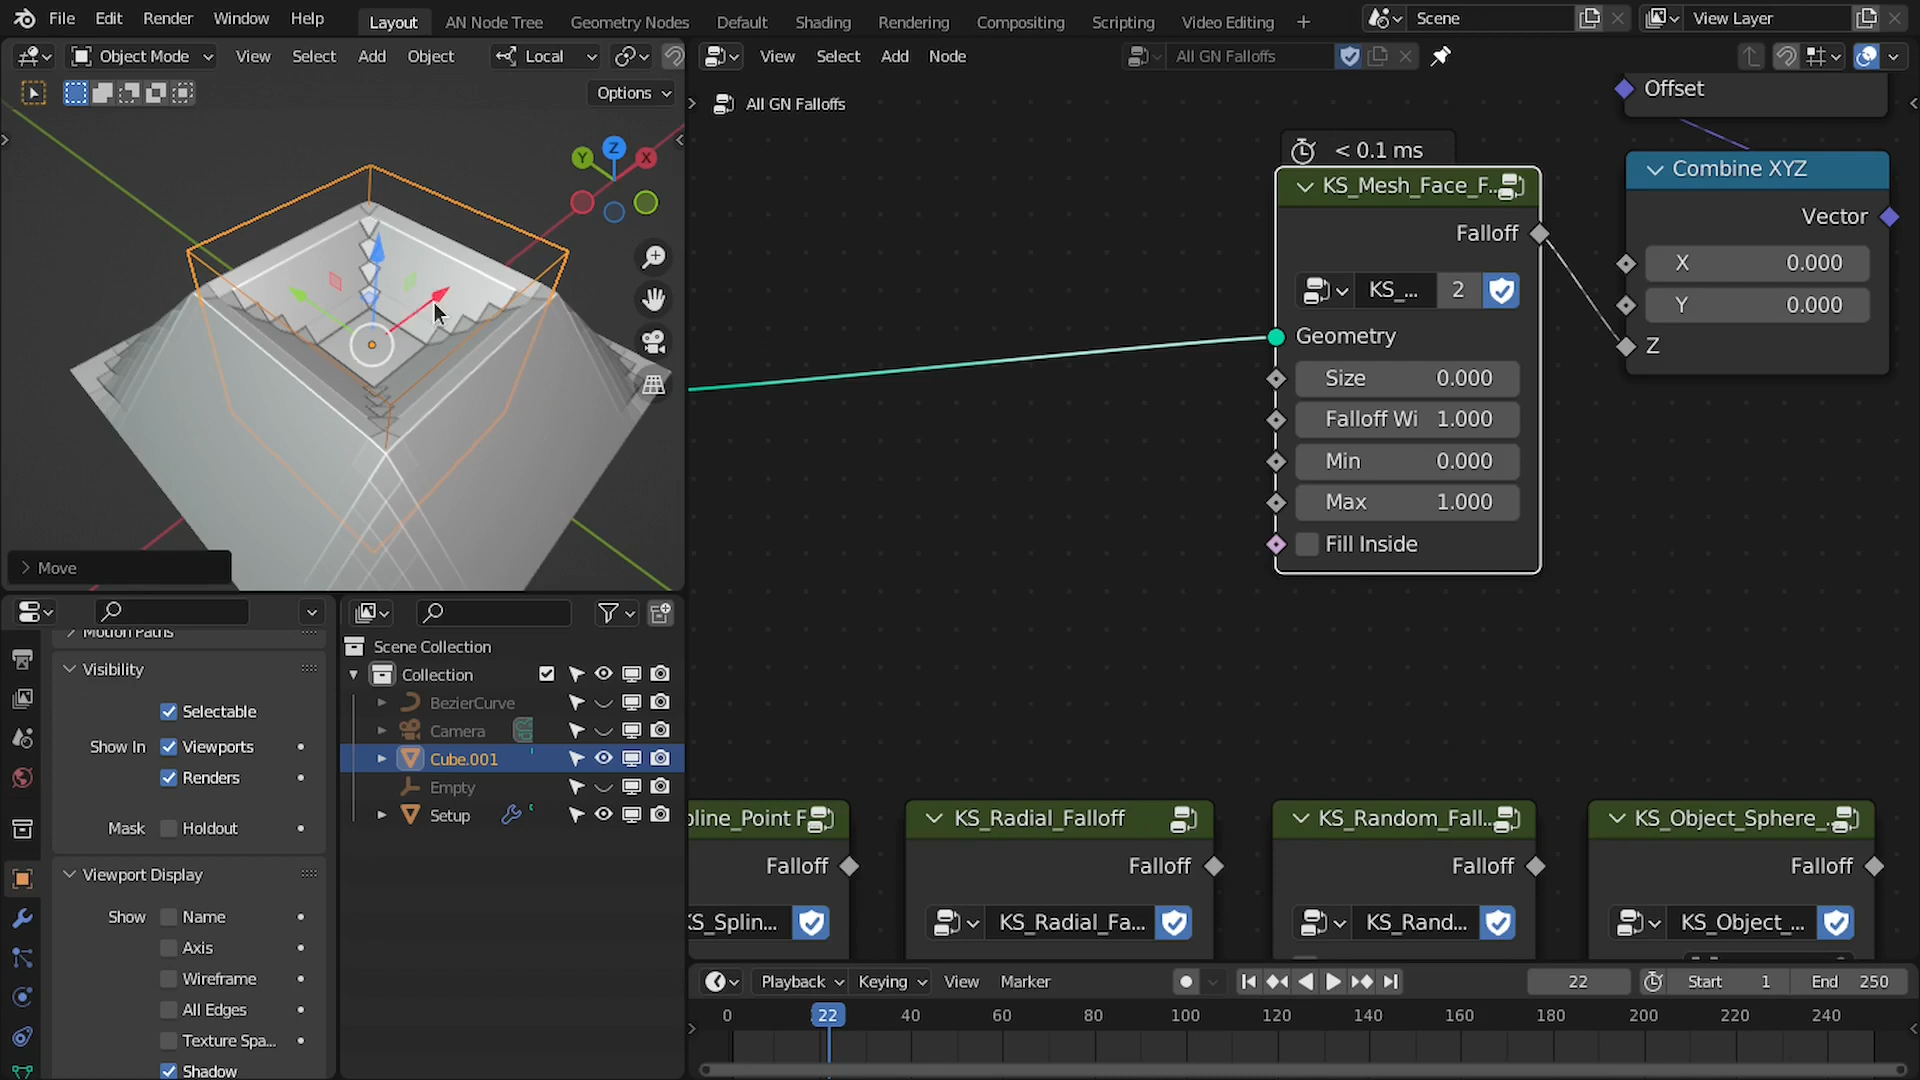 File Edit Render Window Help Layout AN Node Tree Geometry Nodes Default Shading Rendering Compositing Scripting Video Editing + Scene View Layer
Object Mode View Select Add Object Local
View Select Add Node All GN Falloffs
Options
All GN Falloffs
Z
Y
X
Move
Offset
< 0.1 ms
KS_Mesh_Face_F...
Falloff
KS_... 2
Geometry
Size 0.000
Falloff Wi 1.000
Min 0.000
Max 1.000
Fill Inside
Combine XYZ
Vector
X 0.000
Y 0.000
Z
Motion Paths
Visibility
Selectable
Show In Viewports
Renders
Mask Holdout
Viewport Display
Show Name
Axis
Wireframe
All Edges
Texture Spa...
Shadow
Scene Collection
Collection
BezierCurve
Camera
Cube.001
Empty
Setup
pline_Point F
Falloff
KS_Splin...
KS_Radial_Falloff
Falloff
KS_Radial_Fa...
KS_Random_Fall...
Falloff
KS_Rand...
KS_Object_Sphere_...
Falloff
KS_Object_...
Playback Keying View Marker 22 Start 1 End 250
0 22 40 60 80 100 120 140 160 180 200 220 240